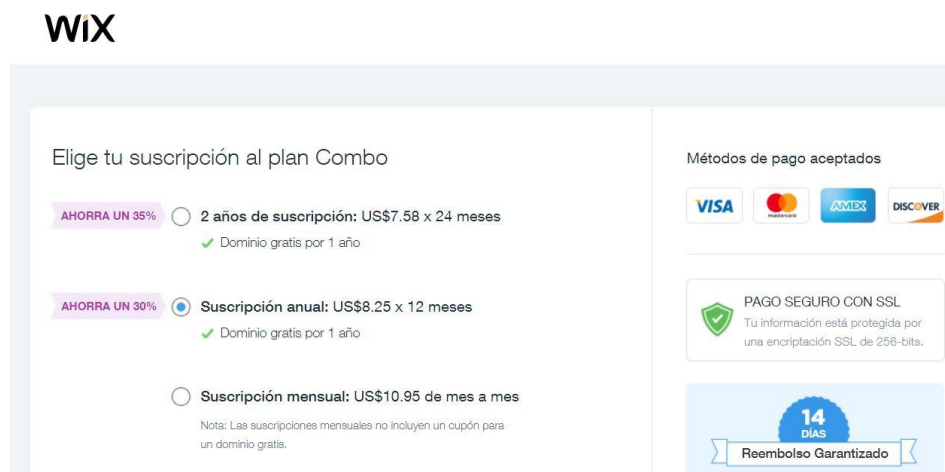 WiX
Elige tu suscripción al plan Combo
AHORRA UN 35%
2 años de suscripción: US$7.58 x 24 meses
Dominio gratis por 1 año
AHORRA UN 30%
Suscripción anual: US$8.25 x 12 meses
Dominio gratis por 1 año
Suscripción mensual: US$10.95 de mes a mes
Nota: Las suscripciones mensuales no incluyen un cupón para
un dominio gratis.
Métodos de pago aceptados
VISA
mastercard
AMEX
DISCOVER
PAGO SEGURO CON SSL
Tu información está protegida por
una encriptación SSL de 256-bits.
14
DÍAS
Reembolso Garantizado